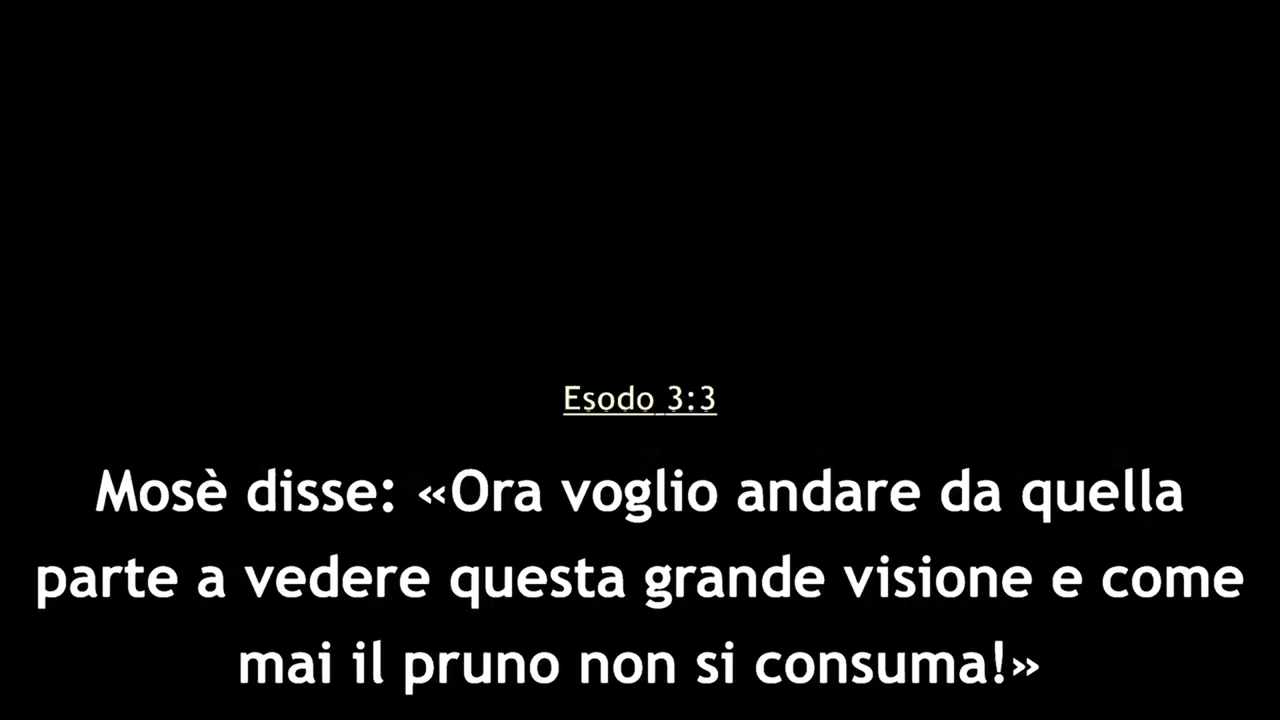 Esodo 3:3
Mosè disse: «Ora voglio andare da quella
parte a vedere questa grande visione e come
mai il pruno non si consuma!»